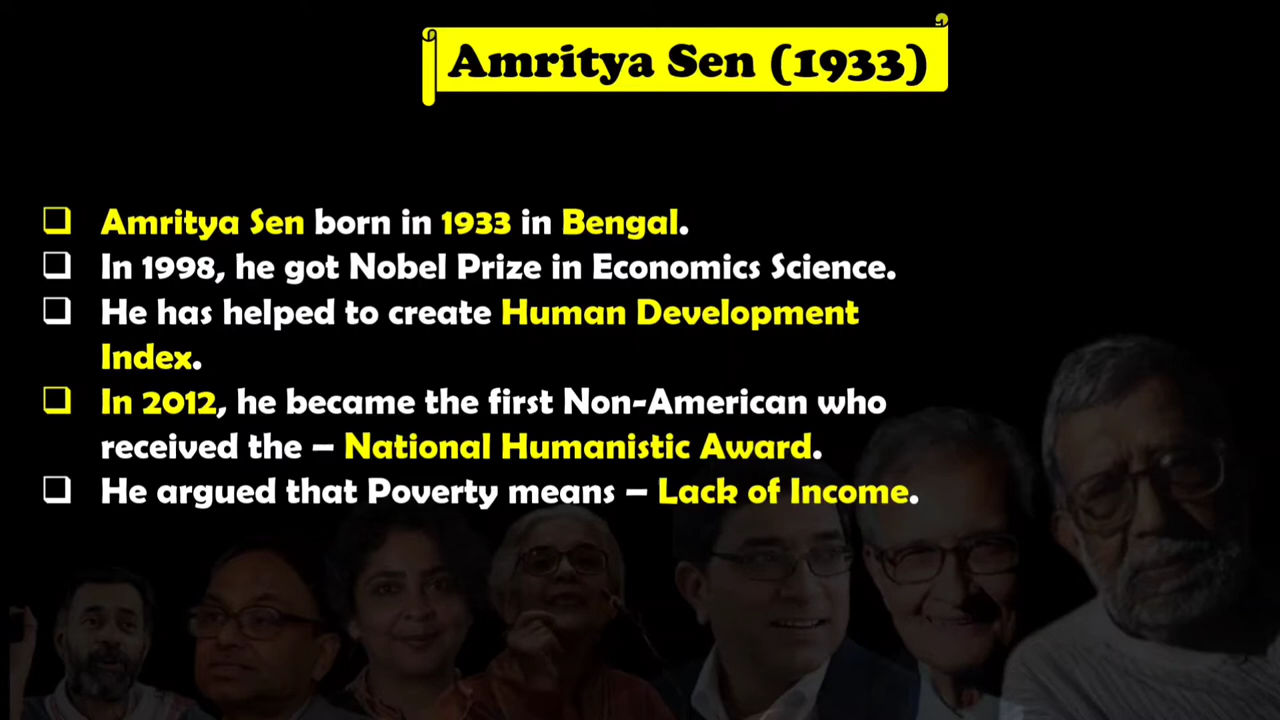 Amritya Sen (1933)
Amritya Sen born in 1933 in Bengal.
In 1998, he got Nobel Prize in Economics Science.
He has helped to create Human Development
Index.
In 2012, he became the first Non-American who
received the – National Humanistic Award.
He argued that Poverty means – Lack of Income.